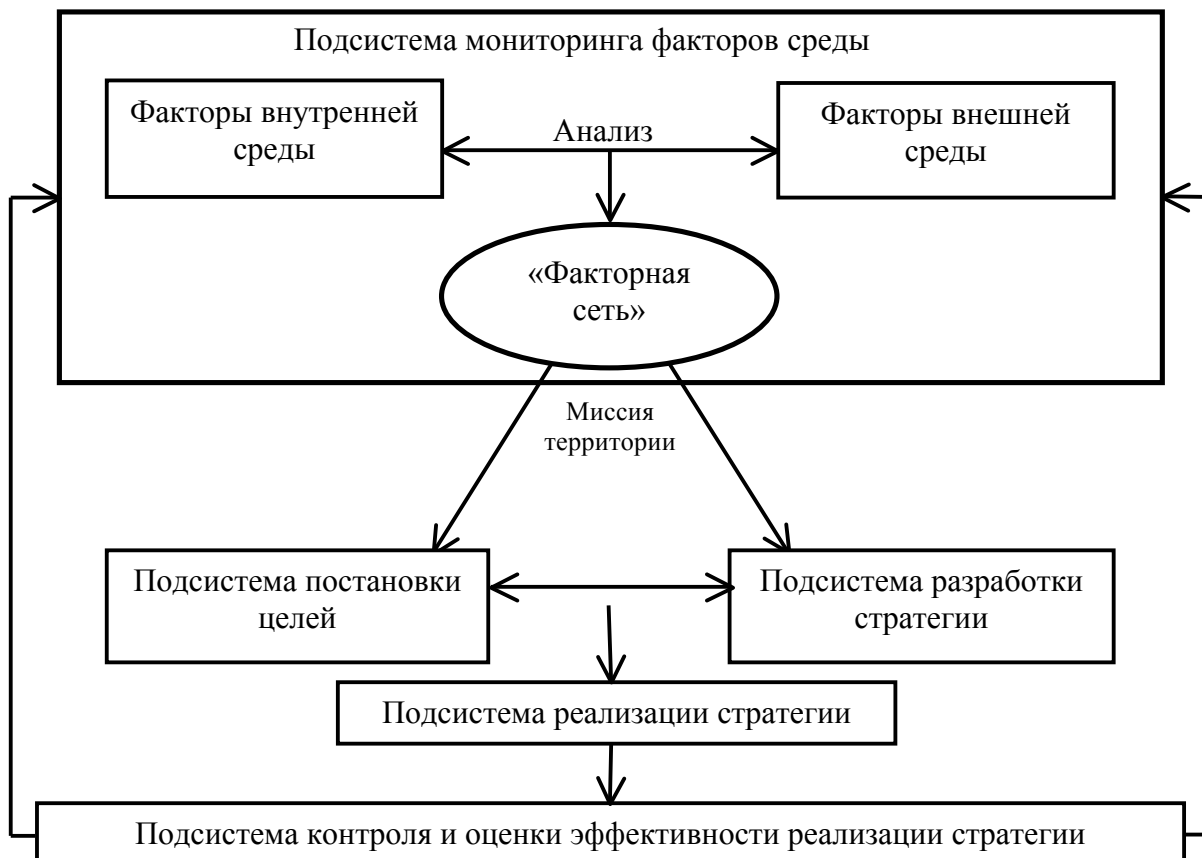 Подсистема мониторинга факторов среды
Факторы внутренней
среды
Анализ
Факторы внешней
среды
«Факторная
сеть»
Миссия
территории
Подсистема постановки
целей
Подсистема разработки
стратегии
Подсистема реализации стратегии
Подсистема контроля и оценки эффективности реализации стратегии